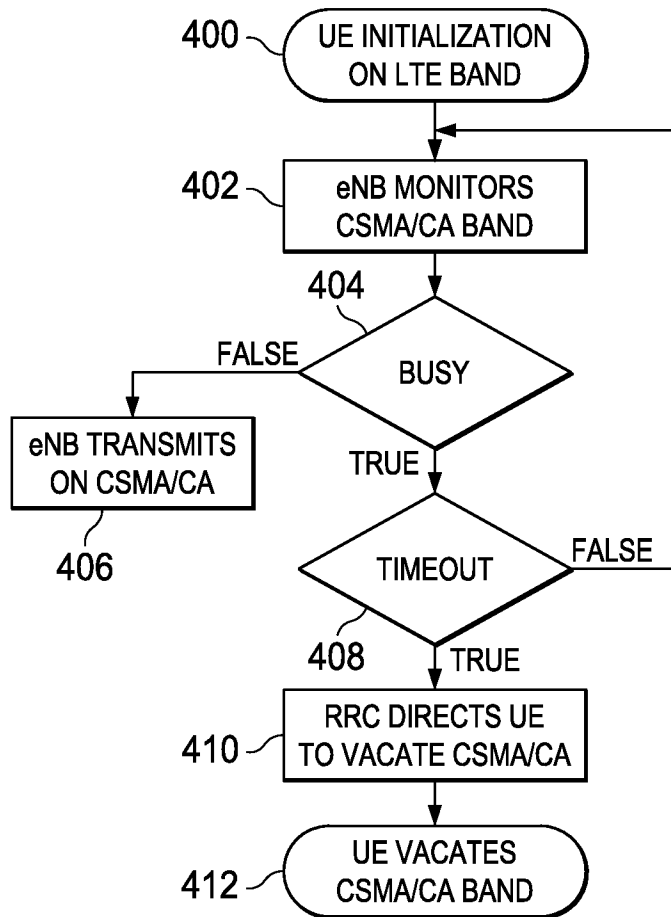 400
UE INITIALIZATION
ON LTE BAND
402
eNB MONITORS
CSMA/CA BAND
404
FALSE
BUSY
eNB TRANSMITS
ON CSMA/CA
406
TRUE
TIMEOUT
FALSE
408
TRUE
410
RRC DIRECTS UE
TO VACATE CSMA/CA
412
UE VACATES
CSMA/CA BAND